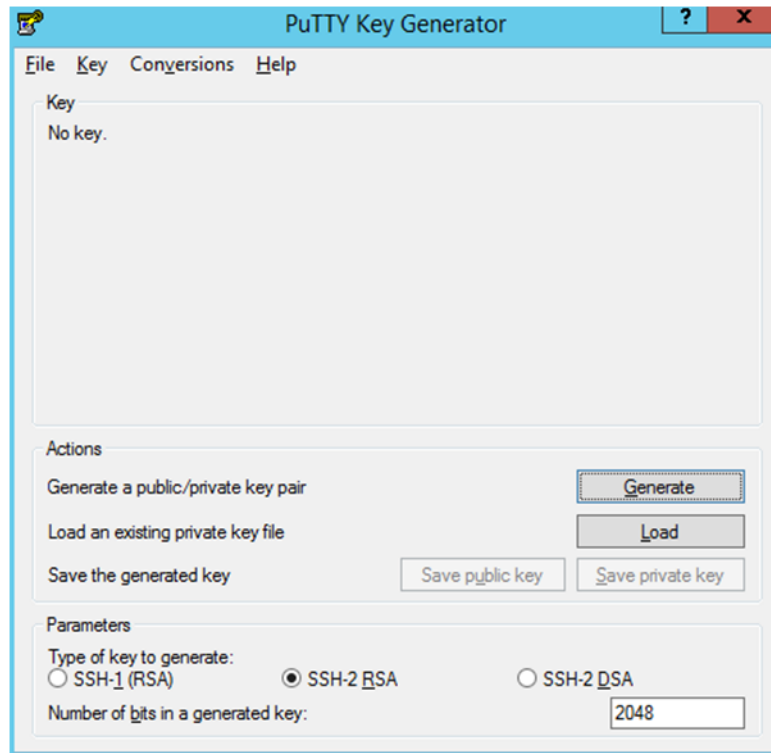 PuTTY Key Generator ? x
File Key Conversions Help
Key
No key.
Actions
Generate a public/private key pair Generate
Load an existing private key file Load
Save the generated key Save public key Save private key
Parameters
Type of key to generate:
SSH-1 (RSA) SSH-2 RSA SSH-2 DSA
Number of bits in a generated key: 2048